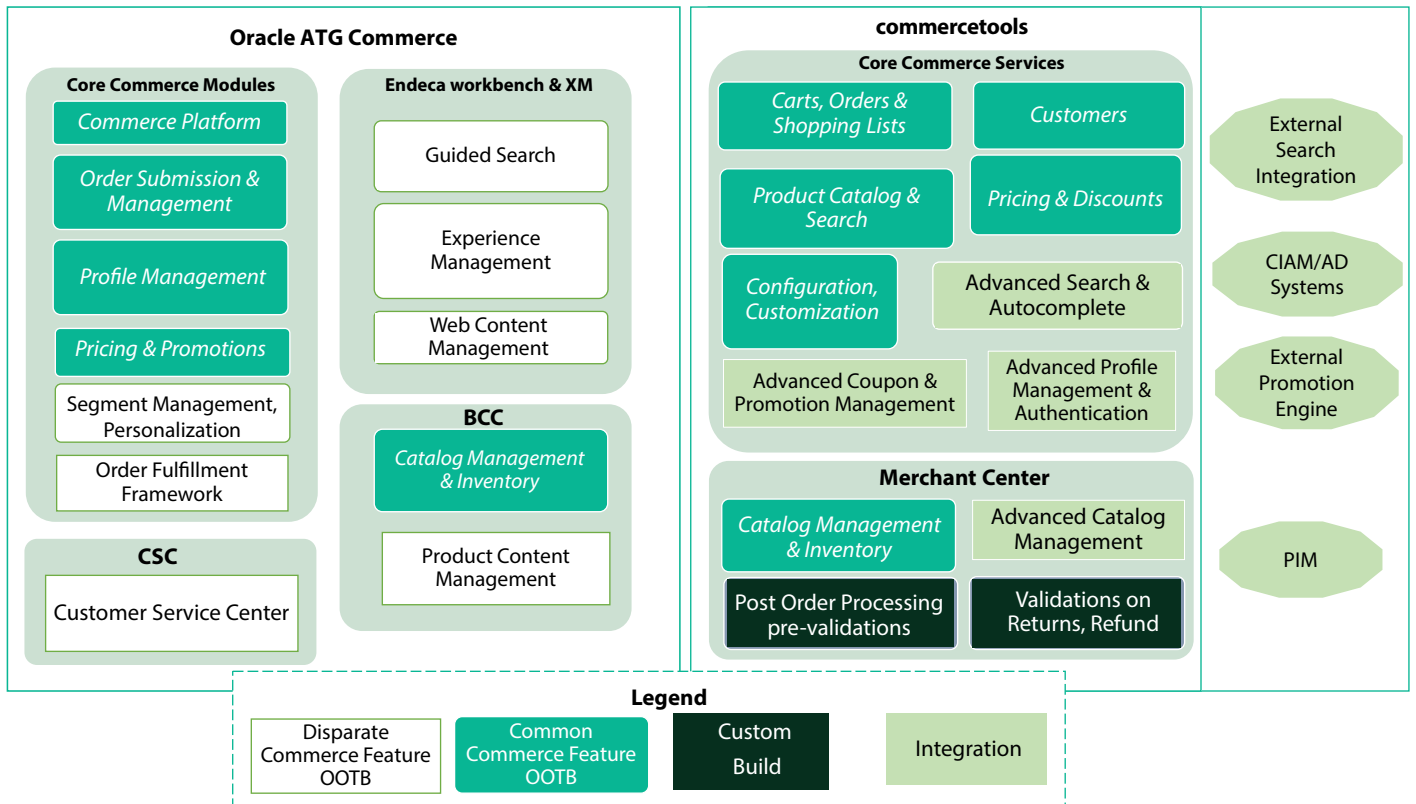 Oracle ATG Commerce
Core Commerce Modules
Commerce Platform
Order Submission &
Management
Profile Management
Pricing & Promotions
Segment Management,
Personalization
Order Fulfillment
Framework
CSC
Customer Service Center
Endeca workbench & XM
Guided Search
Experience
Management
Web Content
Management
BCC
Catalog Management
& Inventory
Product Content
Management
commercetools
Core Commerce Services
Carts, Orders &
Shopping Lists
Customers
Product Catalog &
Search
Pricing & Discounts
Configuration,
Customization
Advanced Search &
Autocomplete
Advanced Coupon &
Promotion Management
Advanced Profile
Management &
Authentication
Merchant Center
Catalog Management
& Inventory
Advanced Catalog
Management
Post Order Processing
pre-validations
Validations on
Returns, Refund
External
Search
Integration
CIAM/AD
Systems
External
Promotion
Engine
PIM
Legend
Disparate
Commerce Feature
OOTB
Common
Commerce Feature
OOTB
Custom
Build
Integration